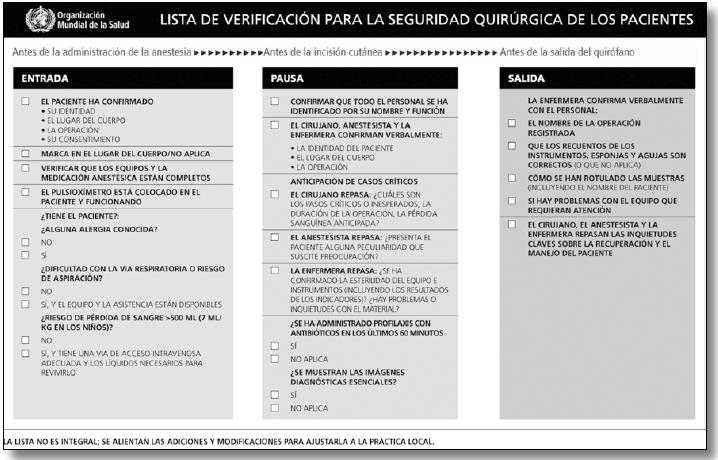 Organización
Mundial de la Salud
LISTA DE VERIFICACIÓN PARA LA SEGURIDAD QUIRÚRGICA DE LOS PACIENTES
Antes de la administración de la anestesia
Antes de la incisión cutánea
Antes de la salida del quirófano
ENTRADA
EL PACIENTE HA CONFIRMADO
• SU IDENTIDAD
• EL LUGAR DEL CUERPO
• LA OPERACIÓN
• SU CONSENTIMIENTO
MARCA EN EL LUGAR DEL CUERPO/NO APLICA
VERIFICAR QUE LOS EQUIPOS Y LA
MEDICACIÓN ANESTÉSICA ESTÁN COMPLETOS
EL PULSIOXÍMETRO ESTÁ COLOCADO EN EL
PACIENTE Y FUNCIONANDO
¿TIENE EL PACIENTE?:
¿ALGUNA ALERGIA CONOCIDA?
NO
SÍ
¿DIFICULTAD CON LA VIA RESPIRATORIA O RIESGO
DE ASPIRACIÓN?
NO
SÍ, Y EL EQUIPO Y LA ASISTENCIA ESTÁN DISPONIBLES
¿RIESGO DE PÉRDIDA DE SANGRE >500 ML (7 ML/
KG EN LOS NIÑOS)?
NO
SÍ, Y TIENE UNA VIA DE ACCESO INTRAVENOSA
ADECUADA Y LOS LÍQUIDOS NECESARIOS PARA
REVIVIRLO
PAUSA
CONFIRMAR QUE TODO EL PERSONAL SE HA
IDENTIFICADO POR SU NOMBRE Y FUNCIÓN
EL CIRUJANO, ANESTESISTA Y LA
ENFERMERA CONFIRMAN VERBALMENTE:
• LA IDENTIDAD DEL PACIENTE
• EL LUGAR DEL CUERPO
• LA OPERACIÓN
ANTICIPACIÓN DE CASOS CRÍTICOS
EL CIRUJANO REPASA: ¿CUÁLES SON
LOS PASOS CRÍTICOS O INESPERADOS, LA
DURACIÓN DE LA OPERACIÓN, LA PÉRDIDA
SANGUÍNEA ANTICIPADA?
EL ANESTESISTA REPASA: ¿PRESENTA EL
PACIENTE ALGUNA PECULIARIDAD QUE
SUSCITE PREOCUPACIÓN?
LA ENFERMERA REPASA: ¿SE HA
CONFIRMADO LA ESTERILIDAD DEL EQUIPO E
INSTRUMENTOS (INCLUYENDO LOS RESULTADOS
DE LOS INDICADORES)? ¿HAY PROBLEMAS O
INQUIETUDES CON EL MATERIAL?
¿SE HA ADMINISTRADO PROFILAXIS CON
ANTIBIÓTICOS EN LOS ÚLTIMOS 60 MINUTOS
SÍ
NO APLICA
¿SE MUESTRAN LAS IMÁGENES
DIAGNÓSTICAS ESENCIALES?
SÍ
NO APLICA
SALIDA
LA ENFERMERA CONFIRMA VERBALMENTE
CON EL PERSONAL:
EL NOMBRE DE LA OPERACIÓN
REGISTRADA
QUE LOS RECUENTOS DE LOS
INSTRUMENTOS, ESPONJAS Y AGUJAS SON
CORRECTOS (O QUE NO APLICA)
CÓMO SE HAN ROTULADO LAS MUESTRAS
(INCLUYENDO EL NOMBRE DEL PACIENTE)
SI HAY PROBLEMAS CON EL EQUIPO QUE
REQUIERAN ATENCIÓN
EL CIRUJANO, EL ANESTESISTA Y LA
ENFERMERA REPASAN LAS INQUIETUDES
CLAVES SOBRE LA RECUPERACIÓN Y EL
MANEJO DEL PACIENTE
LA LISTA NO ES INTEGRAL; SE ALIENTAN LAS ADICIONES Y MODIFICACIONES PARA AJUSTARLA A LA PRÁCTICA LOCAL.